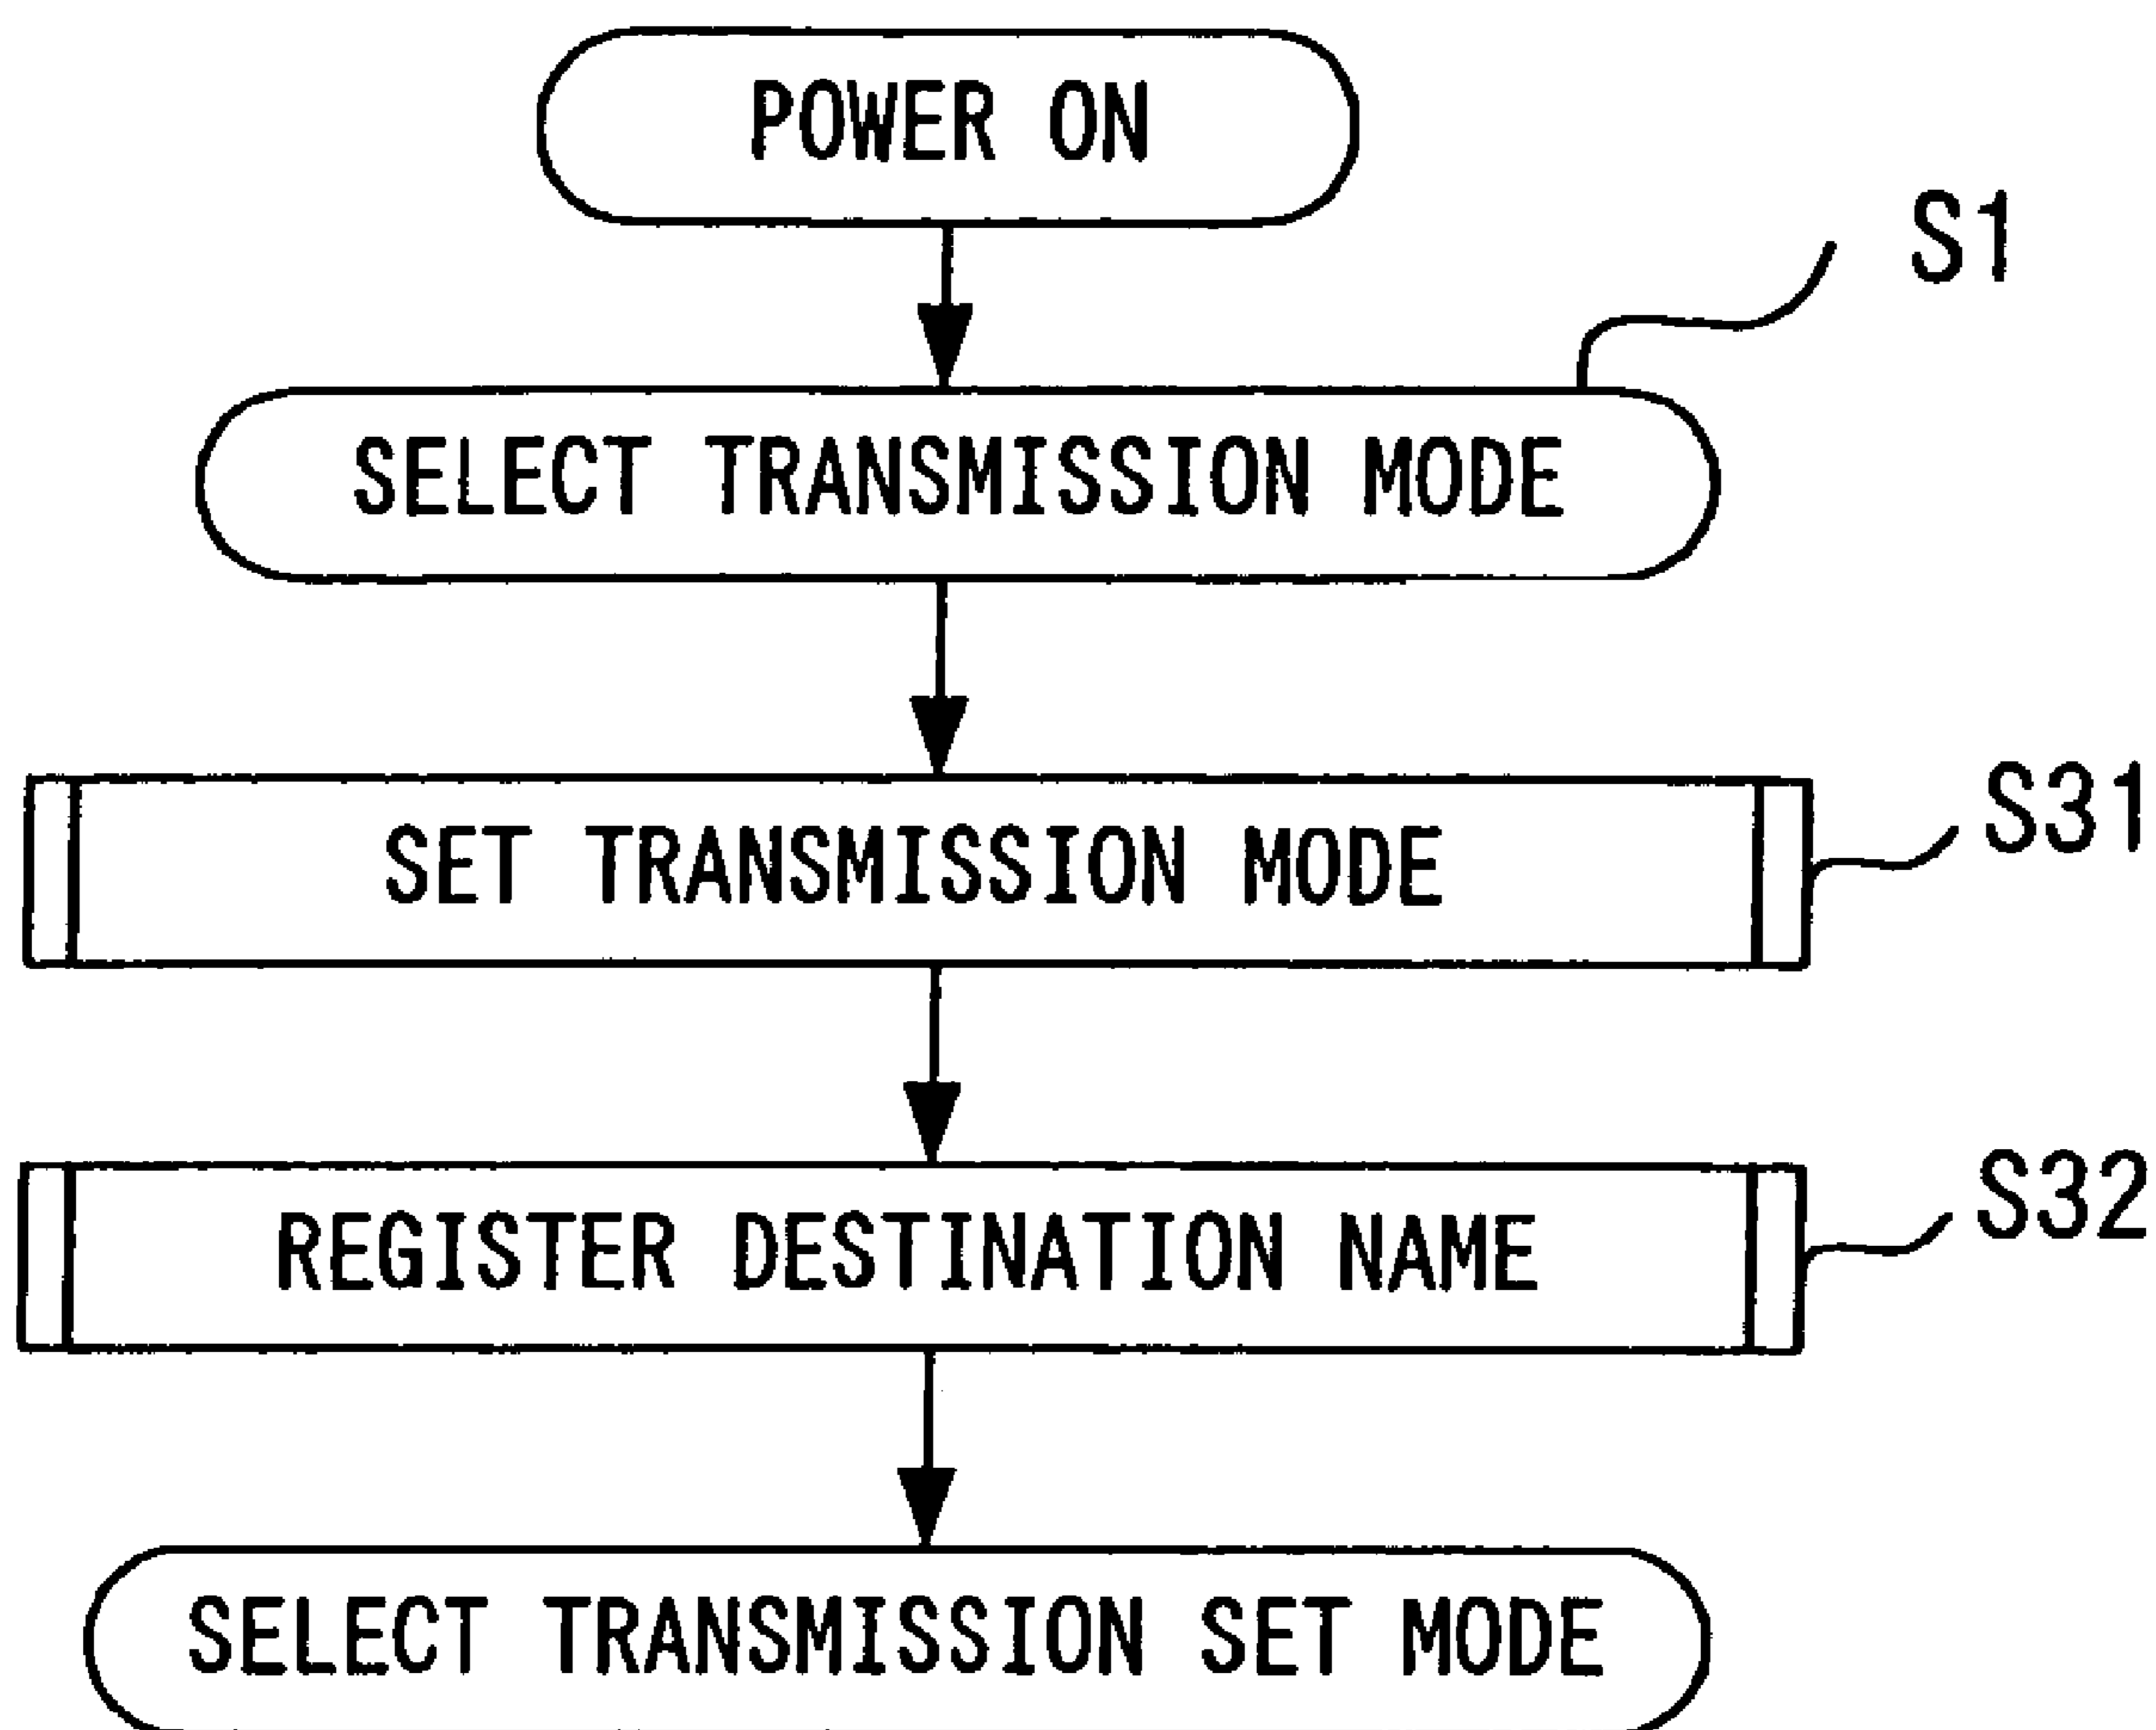 POWER ON
S1
SELECT TRANSMISSION MODE
SET TRANSMISSION MODE
S31
REGISTER DESTINATION NAME
S32
SELECT TRANSMISSION SET MODE